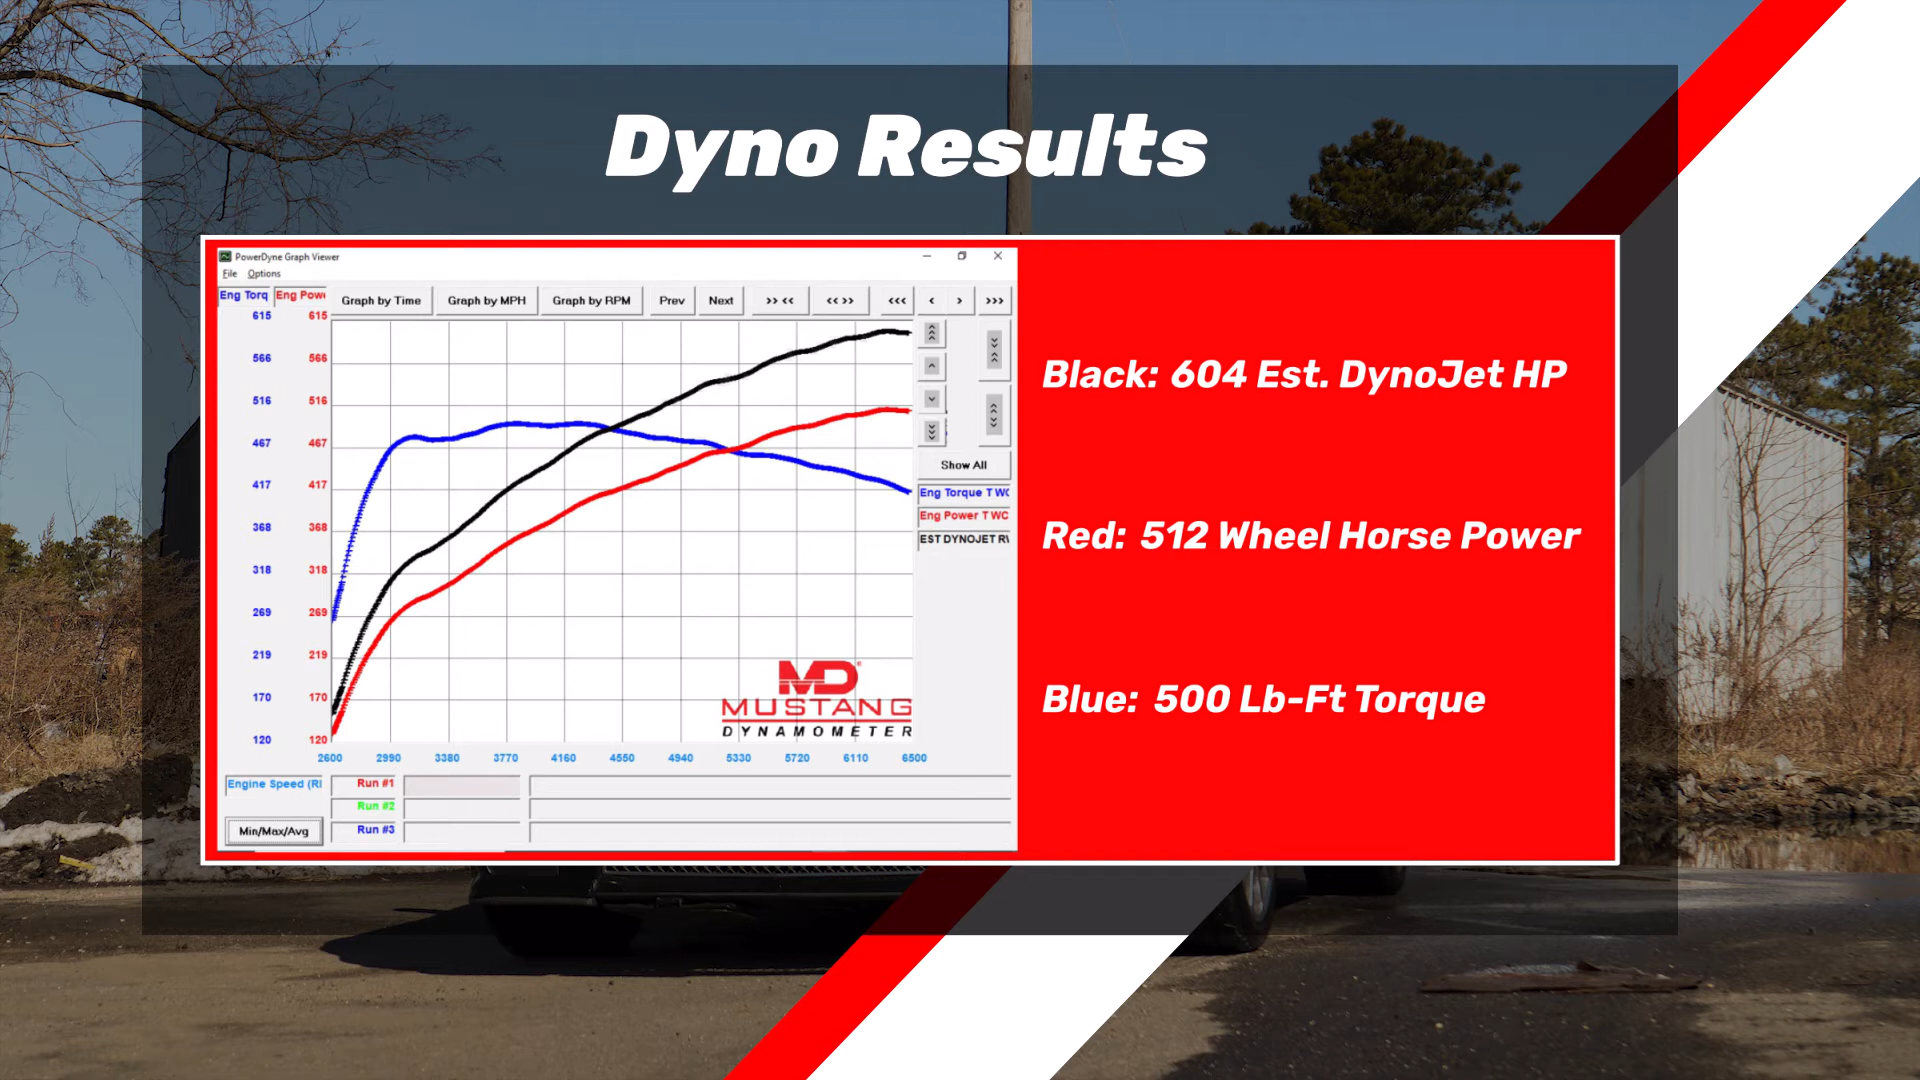 Dyno Results
PowerDyne Graph Viewer
File Options
Eng Torq Eng Powe Graph by Time Graph by MPH Graph by RPM Prev Next >> << << >> <<< < > >>>
615 615
566 566
516 516
467 467
417 417
368 368
318 318
269 269
219 219
170 170
120 120
2600 2990 3380 3770 4160 4550 4940 5330 5720 6110 6500
Show All
Eng Torque T WC
Eng Power T WC
EST DYNOJET
MD
MUSTANG
DYNAMOMETER
Engine Speed (RI
Run #1
Run #2
Run #3
Min/Max/Avg
Black: 604 Est. DynoJet HP
Red: 512 Wheel Horse Power
Blue: 500 Lb-Ft Torque